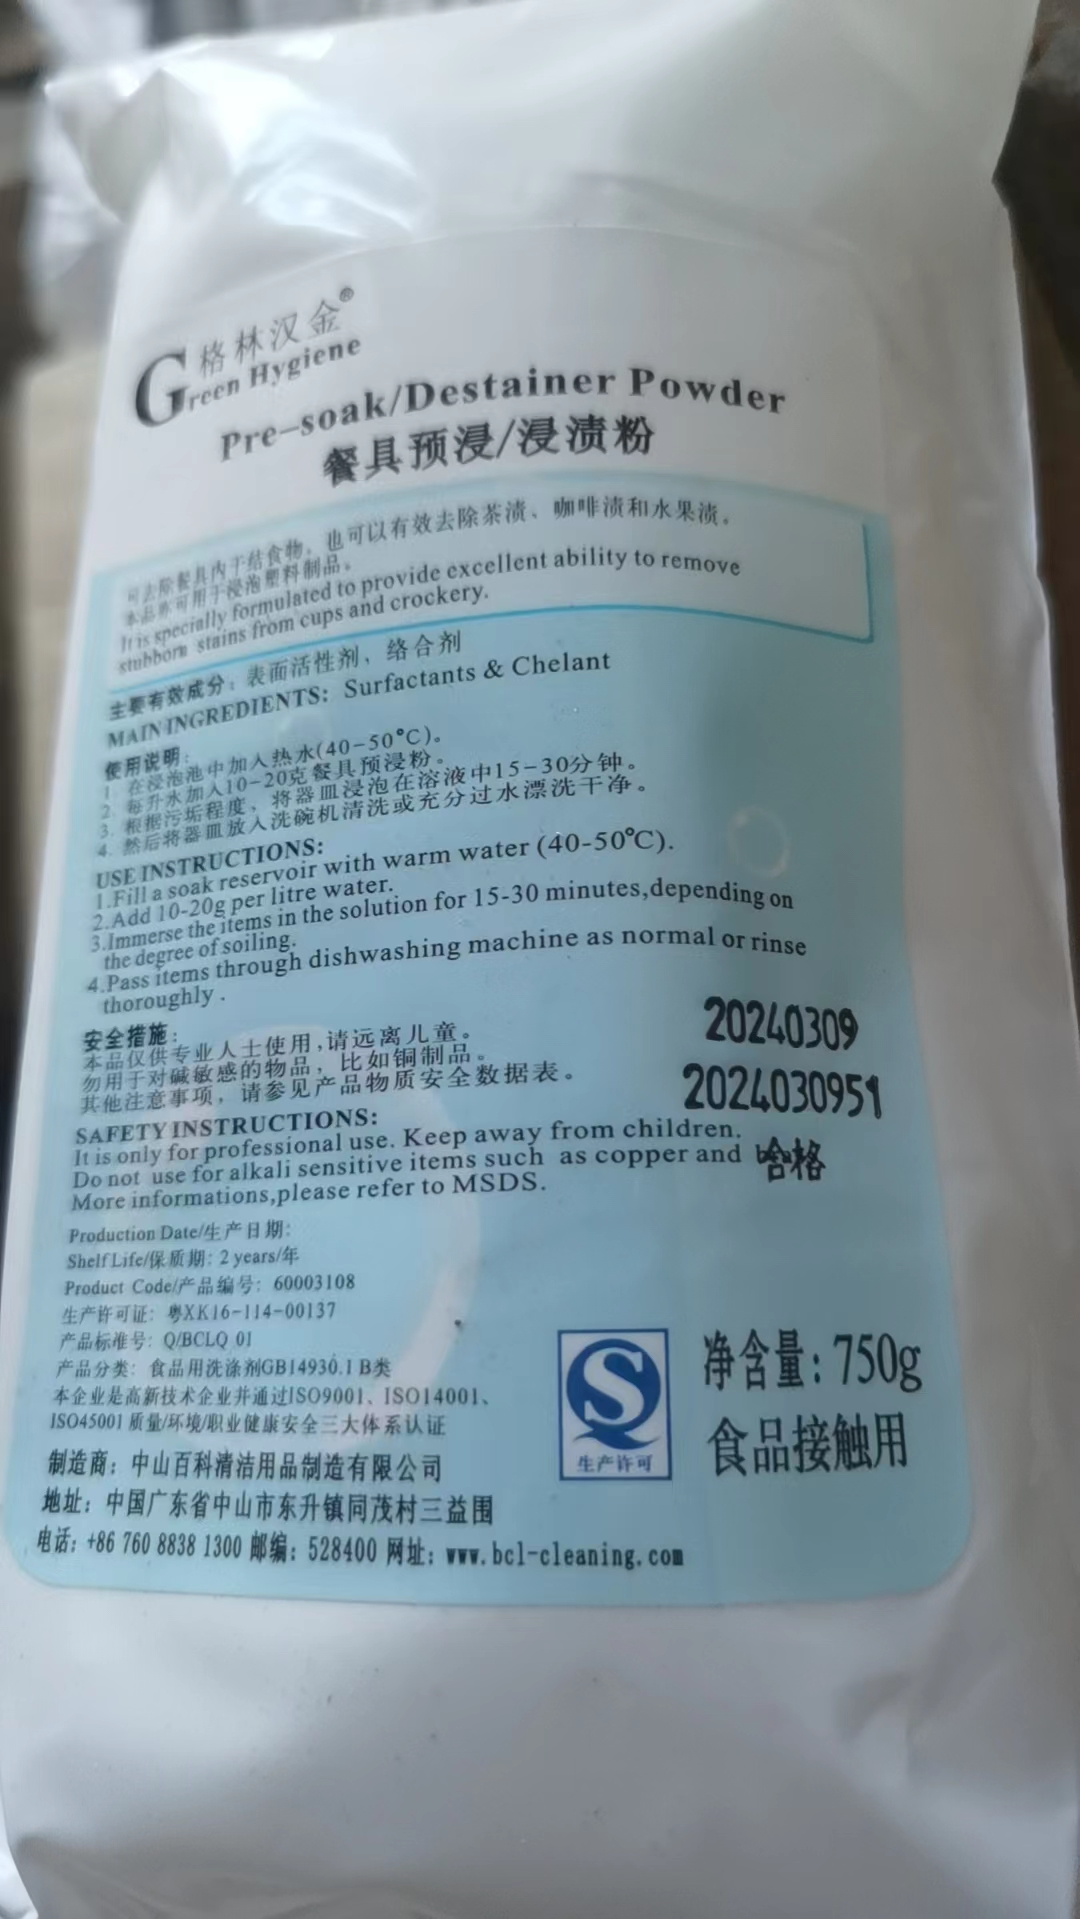 格林汉金®
Green Hygiene
Pre-soak/Destainer Powder
餐具预浸/浸渍粉
可去除餐具内干结食物，也可以有效去除茶渍、咖啡渍和水果渍。
本品亦可用于浸泡塑料制品。
It is specially formulated to provide excellent ability to remove
stubborn stains from cups and crockery.
主要有效成分：表面活性剂、络合剂
MAIN INGREDIENTS: Surfactants & Chelant
使用说明：
1. 在浸泡池中加入热水(40-50°C)。
2. 每升水加入10-20克餐具预浸粉。
3. 根据污垢程度，将器皿浸泡在溶液中15-30分钟。
4. 然后将器皿放入洗碗机清洗或充分过水漂洗干净。
USE INSTRUCTIONS:
1.Fill a soak reservoir with warm water (40-50℃).
2.Add 10-20g per litre water.
3.Immerse the items in the solution for 15-30 minutes,depending on
the degree of soiling.
4.Pass items through dishwashing machine as normal or rinse
thoroughly .
安全措施：
本品仅供专业人士使用,请远离儿童。
勿用于对碱敏感的物品，比如铜制品。
其他注意事项，请参见产品物质安全数据表。
20240309
2024030951
SAFETY INSTRUCTIONS:
It is only for professional use. Keep away from children.
Do not use for alkali sensitive items such as copper and
More informations,please refer to MSDS.
Production Date/生产日期:
Shelf Life/保质期: 2 years/年
Product Code/产品编号: 60003108
生产许可证: 粤XK16-114-00137
产品标准号: Q/BCLQ 01
产品分类: 食品用洗涤剂GB14930.1 B类
本企业是高新技术企业并通过ISO9001、ISO14001、
ISO45001 质量/环境/职业健康安全三大体系认证
生产许可
净含量: 750g
食品接触用
制造商: 中山百科清洁用品制造有限公司
地址: 中国广东省中山市东升镇同茂村三益围
电话: +86 760 8838 1300 邮编: 528400 网址: www.bcl-cleaning.com